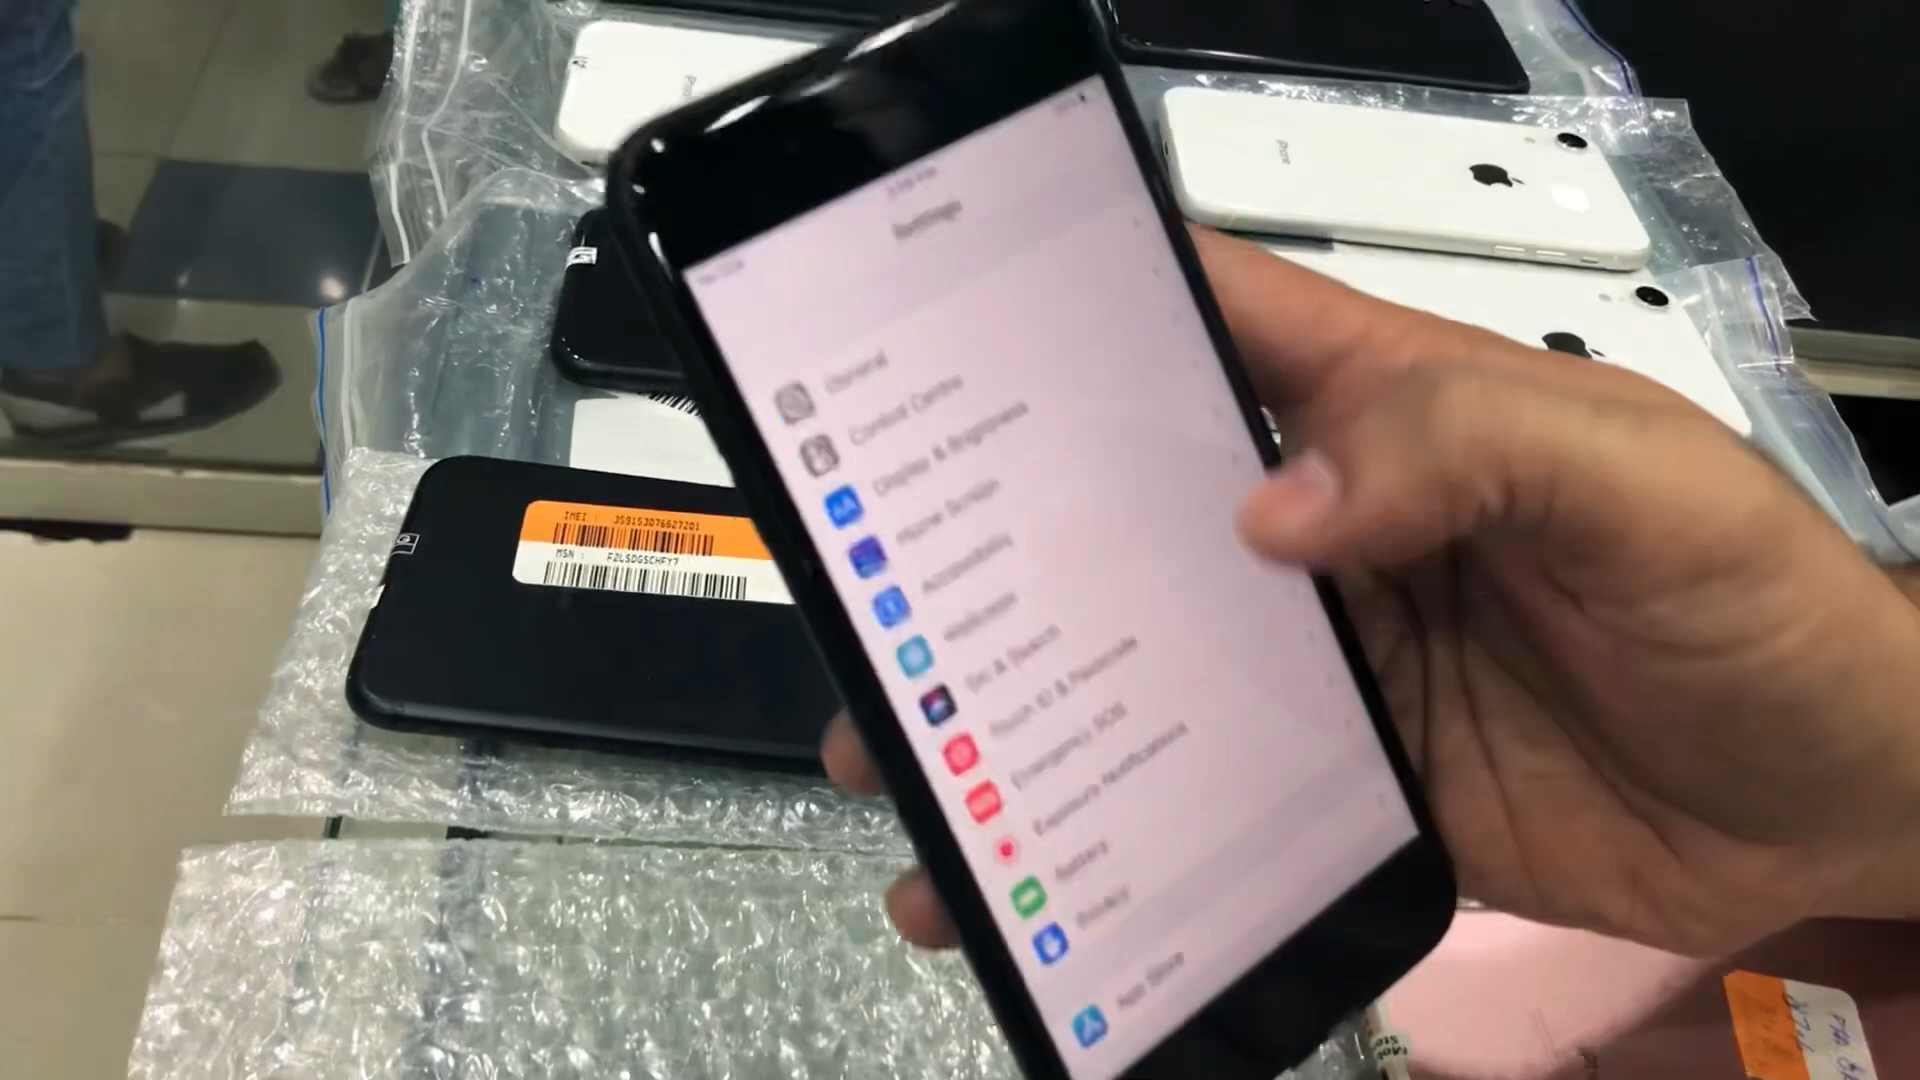 iPhone
Settings
General
Control Centre
Display & Brightness
Home Screen
Accessibility
Wallpaper
Siri & Search
Touch ID & Passcode
Emergency SOS
Exposure Notifications
Battery
Privacy
App Store
IMEI : 359153076627201
MSN : F2LSDGSCHFY7